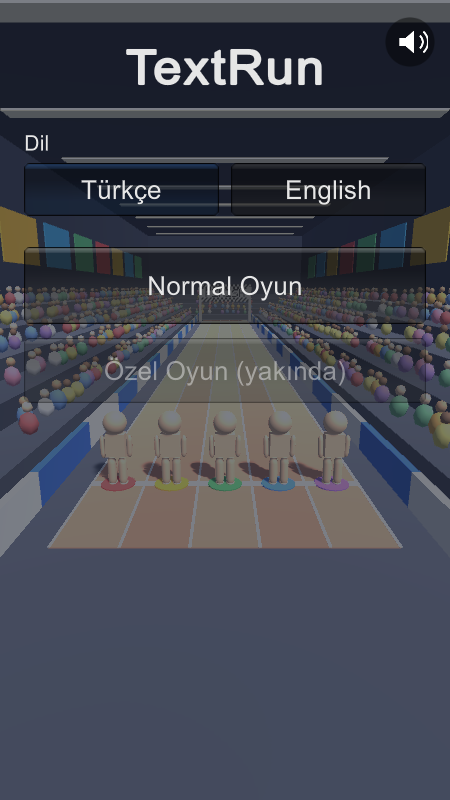 TextRun
Dil
Türkçe
English
Normal Oyun
Özel Oyun (yakında)